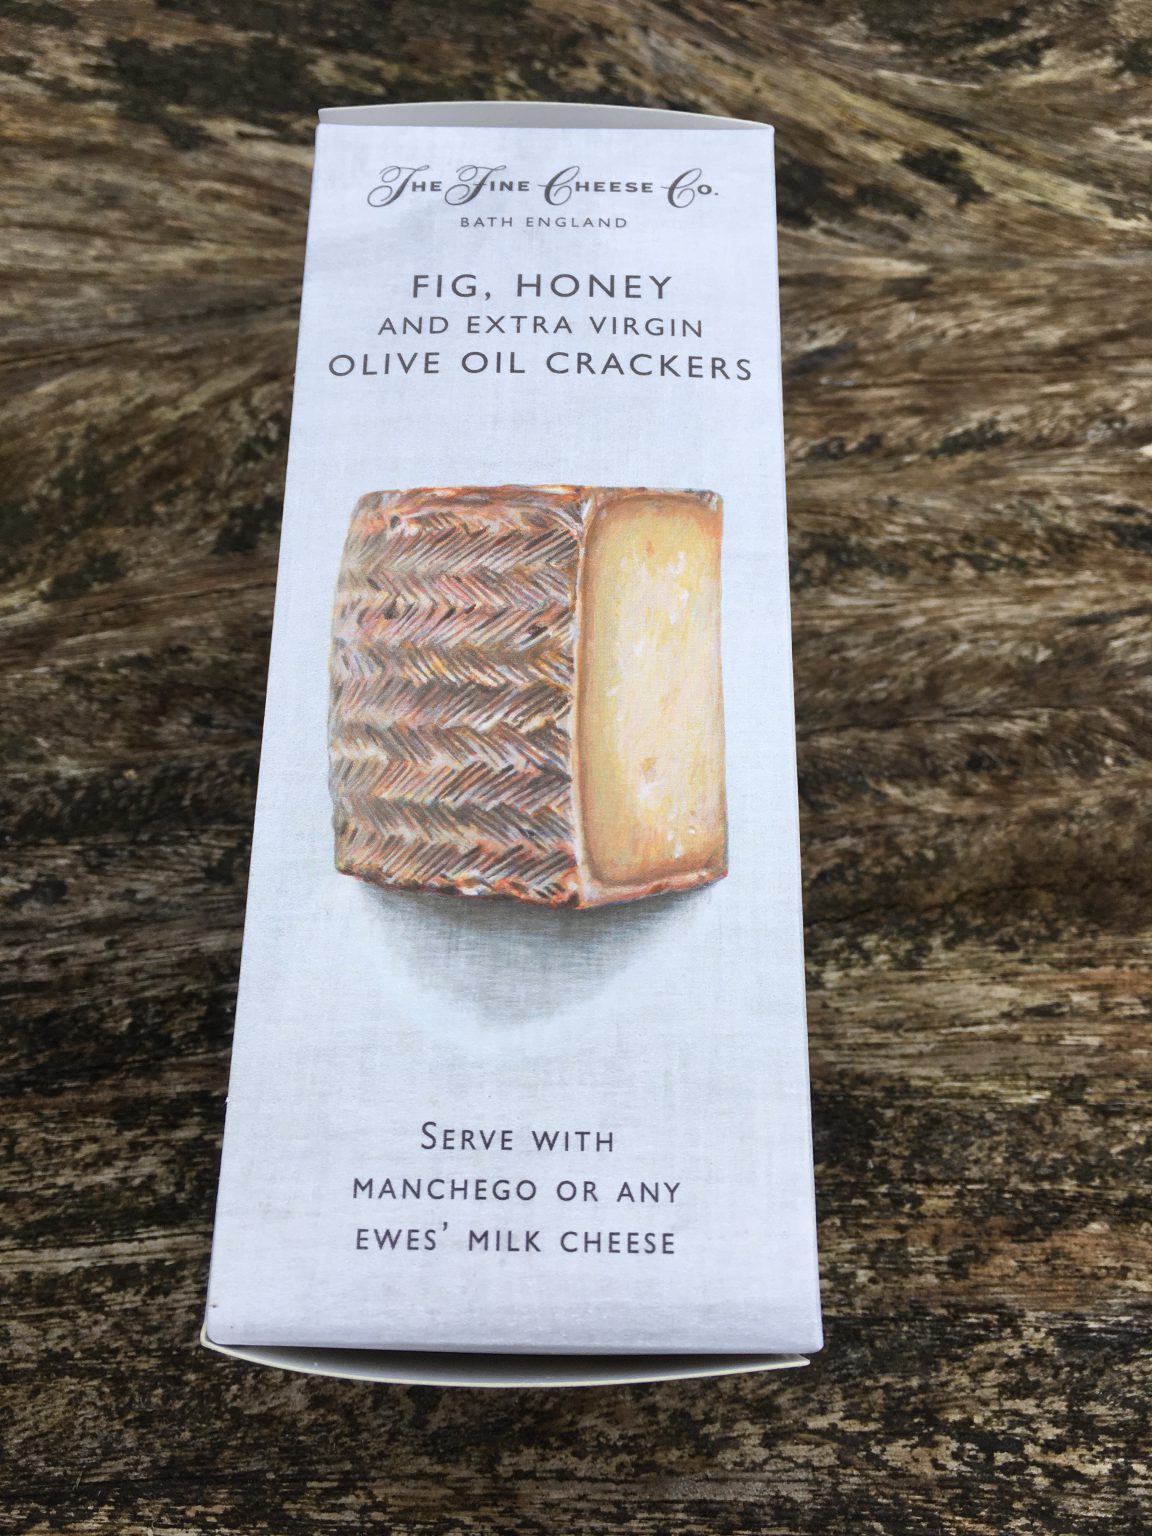 The Fine Cheese Co.
BATH ENGLAND
FIG, HONEY
AND EXTRA VIRGIN
OLIVE OIL CRACKERS
SERVE WITH
MANCHEGO OR ANY
EWES' MILK CHEESE